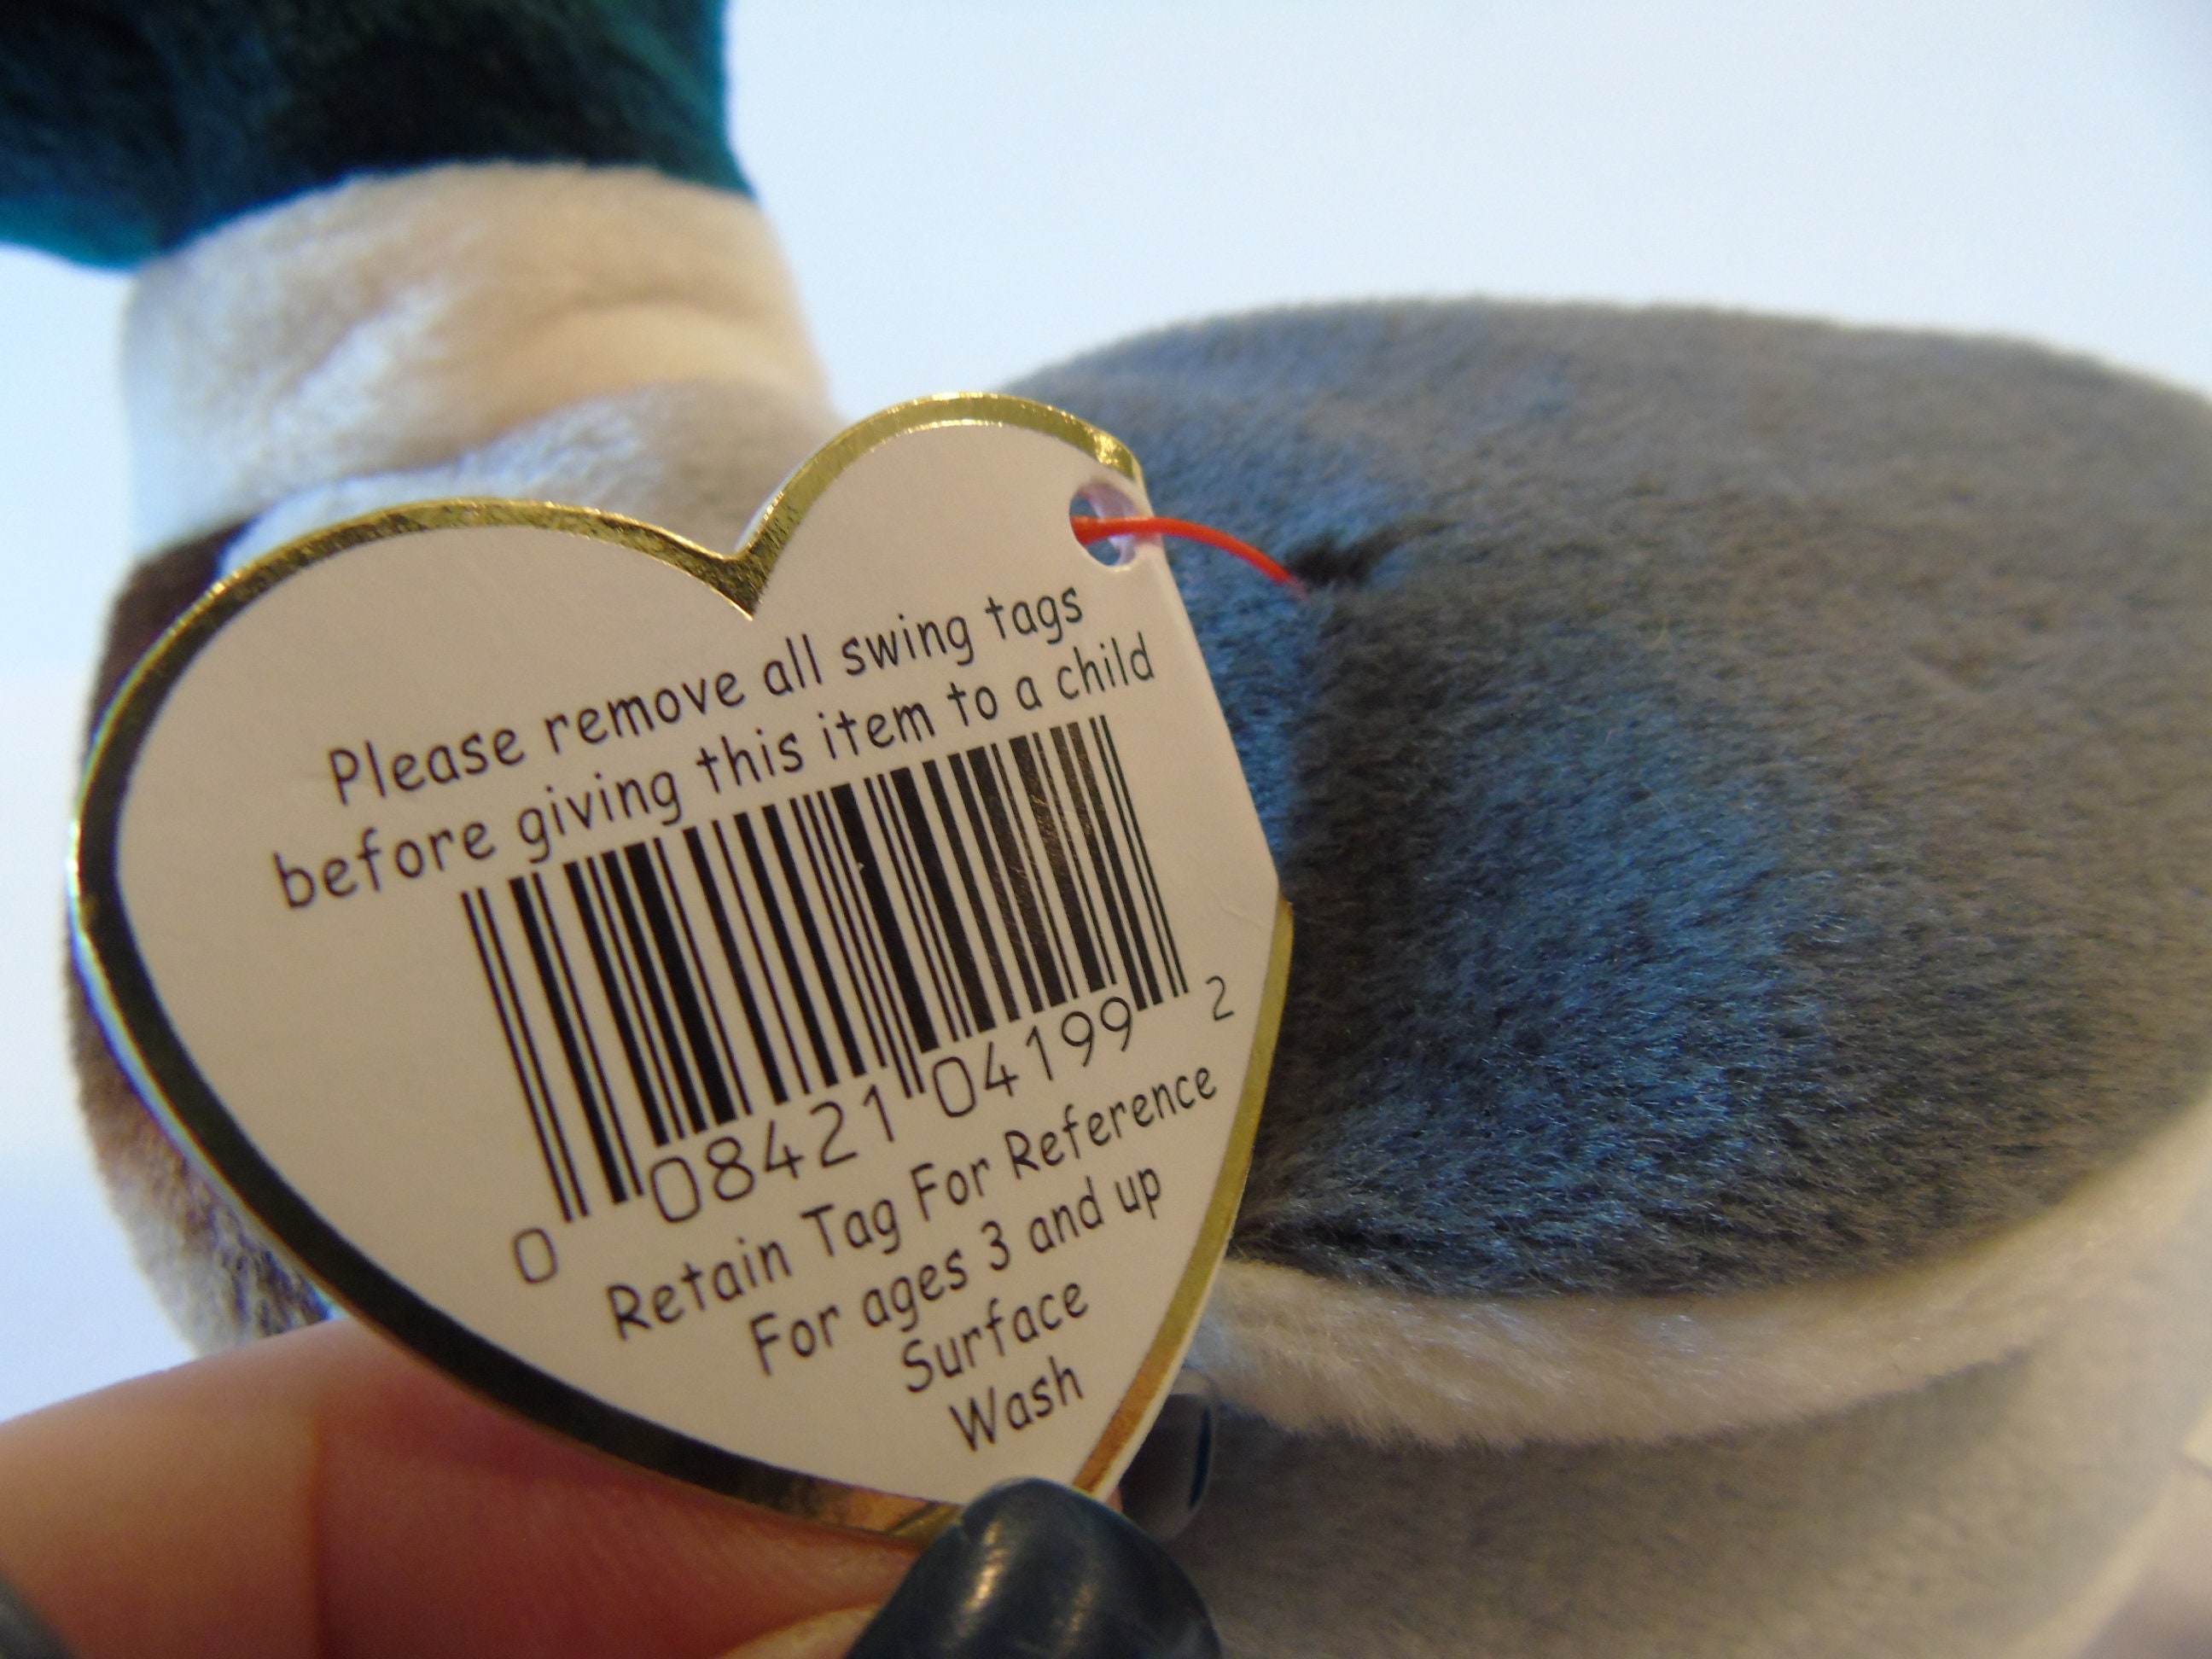 Please remove all swing tags
before giving this item to a child
0 08421 04199 2
Retain Tag For Reference
For ages 3 and up
Surface
Wash